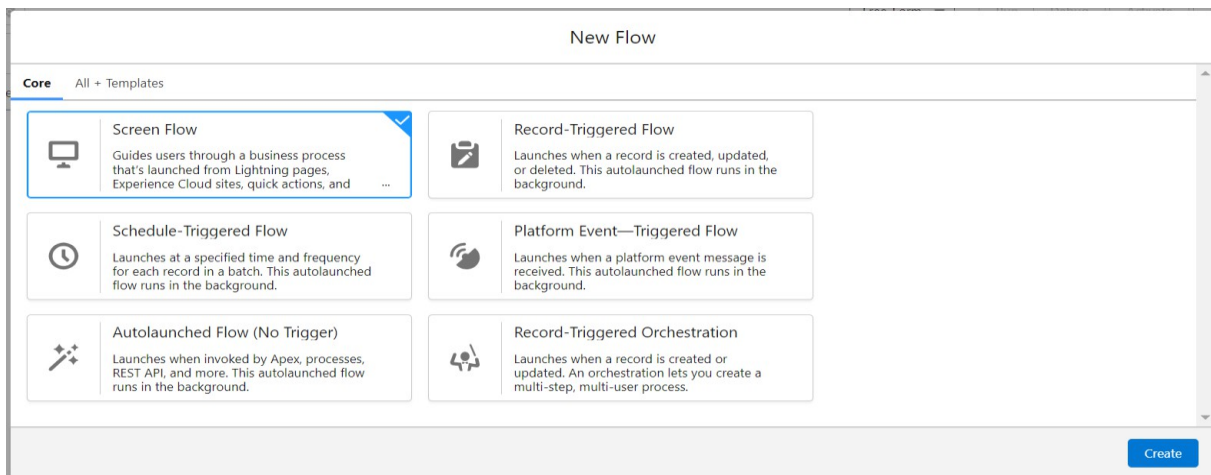 New Flow
Core All + Templates
Screen Flow
Guides users through a business process
that's launched from Lightning pages,
Experience Cloud sites, quick actions, and ...
Record-Triggered Flow
Launches when a record is created, updated,
or deleted. This autolaunched flow runs in the
background.
Schedule-Triggered Flow
Launches at a specified time and frequency
for each record in a batch. This autolaunched
flow runs in the background.
Platform Event—Triggered Flow
Launches when a platform event message is
received. This autolaunched flow runs in the
background.
Autolaunched Flow (No Trigger)
Launches when invoked by Apex, processes,
REST API, and more. This autolaunched flow
runs in the background.
Record-Triggered Orchestration
Launches when a record is created or
updated. An orchestration lets you create a
multi-step, multi-user process.
Create